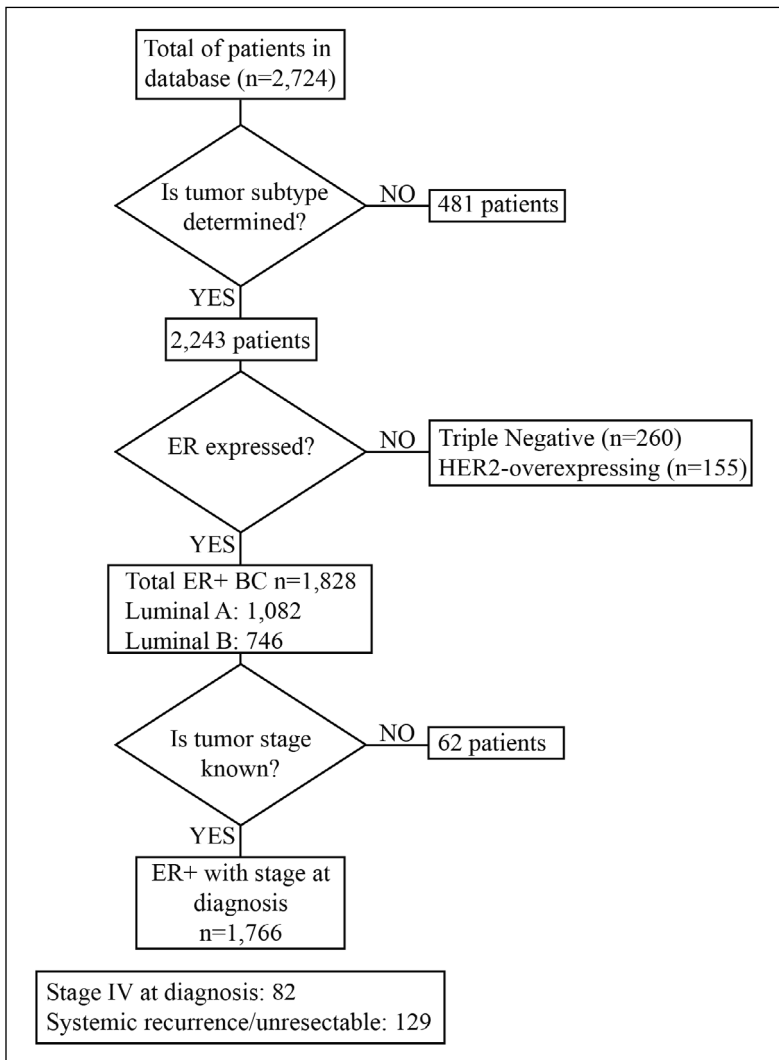 Total of patients in
database (n=2,724)
Is tumor subtype
determined?
NO
481 patients
YES
2,243 patients
ER expressed?
NO
Triple Negative (n=260)
HER2-overexpressing (n=155)
YES
Total ER+ BC n=1,828
Luminal A: 1,082
Luminal B: 746
Is tumor stage
known?
NO
62 patients
YES
ER+ with stage at
diagnosis
n=1,766
Stage IV at diagnosis: 82
Systemic recurrence/unresectable: 129